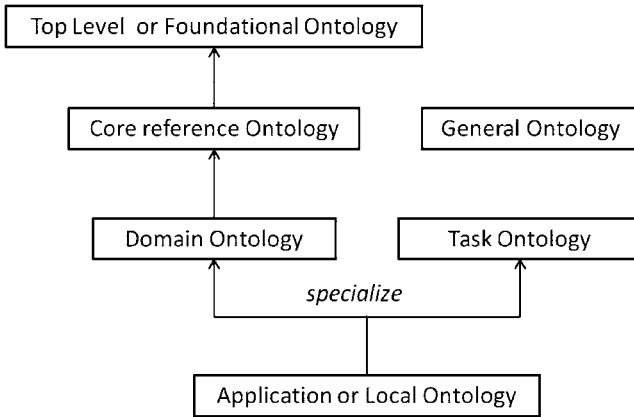 Top Level or Foundational Ontology
Core reference Ontology
General Ontology
Domain Ontology
Task Ontology
specialize
Application or Local Ontology